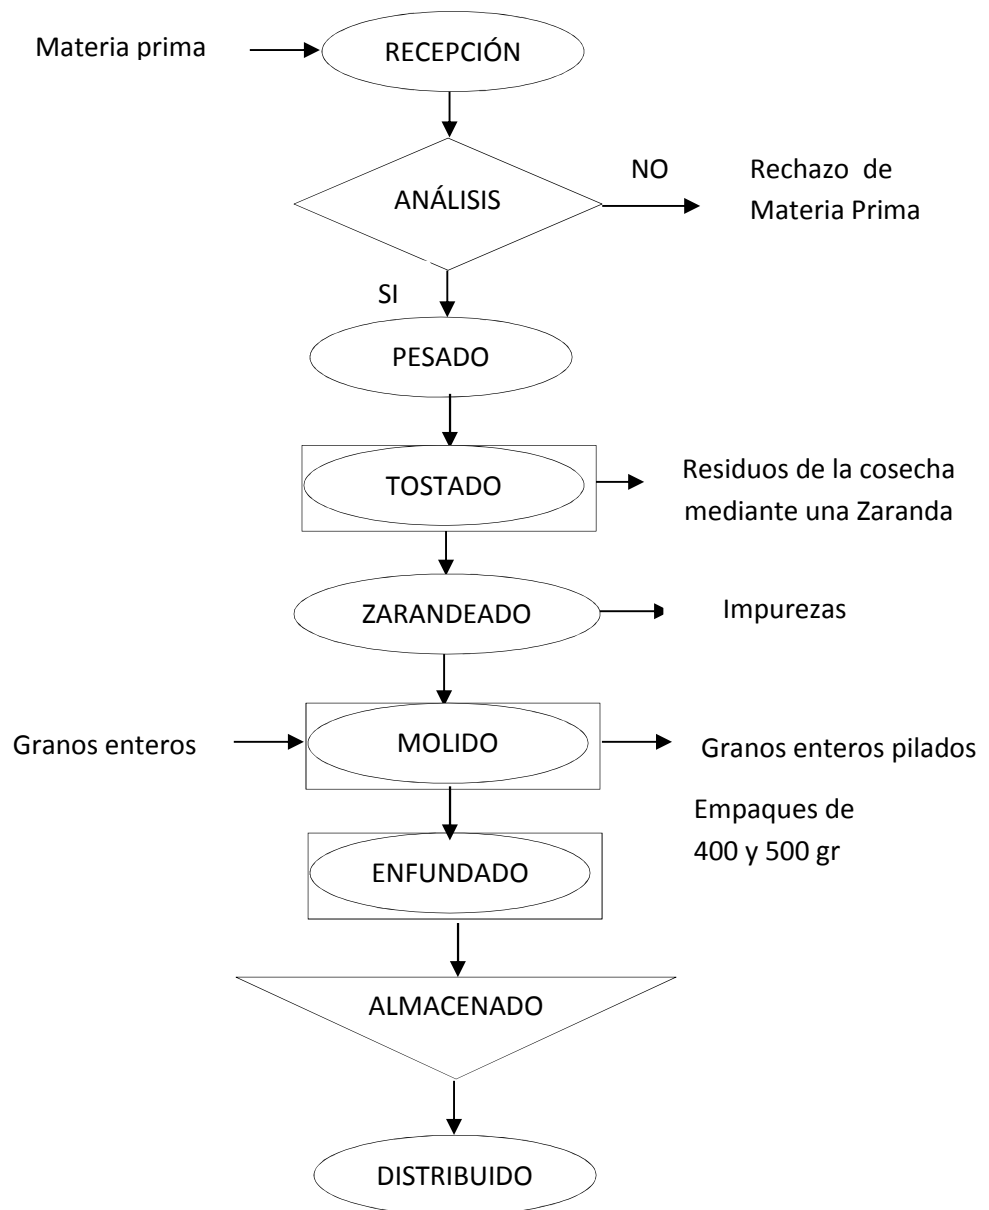 Materia prima
RECEPCIÓN
ANÁLISIS
NO
Rechazo de
Materia Prima
SI
PESADO
TOSTADO
Residuos de la cosecha
mediante una Zaranda
ZARANDEADO
Impurezas
Granos enteros
MOLIDO
Granos enteros pilados
Empaques de
400 y 500 gr
ENFUNDADO
ALMACENADO
DISTRIBUIDO